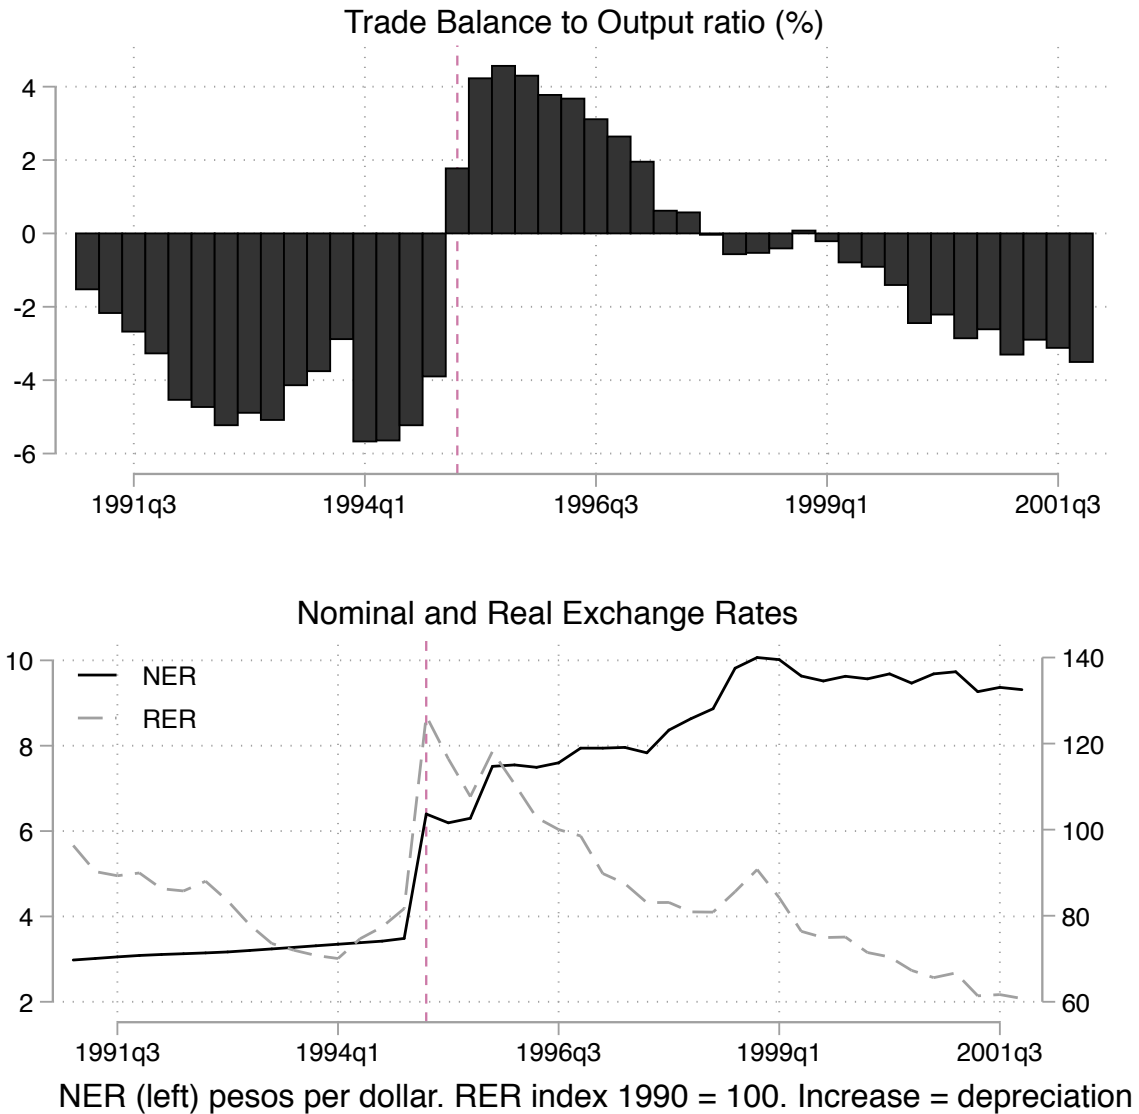 Trade Balance to Output ratio (%)
4
2
0
-2
-4
-6
1991q3 1994q1 1996q3 1999q1 2001q3
Nominal and Real Exchange Rates
10 NER 140
RER
8 120
6 100
4 80
2 60
1991q3 1994q1 1996q3 1999q1 2001q3
NER (left) pesos per dollar. RER index 1990 = 100. Increase = depreciation